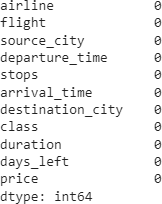 airline 0
flight 0
source_city 0
departure_time 0
stops 0
arrival_time 0
destination_city 0
class 0
duration 0
days_left 0
price 0
dtype: int64